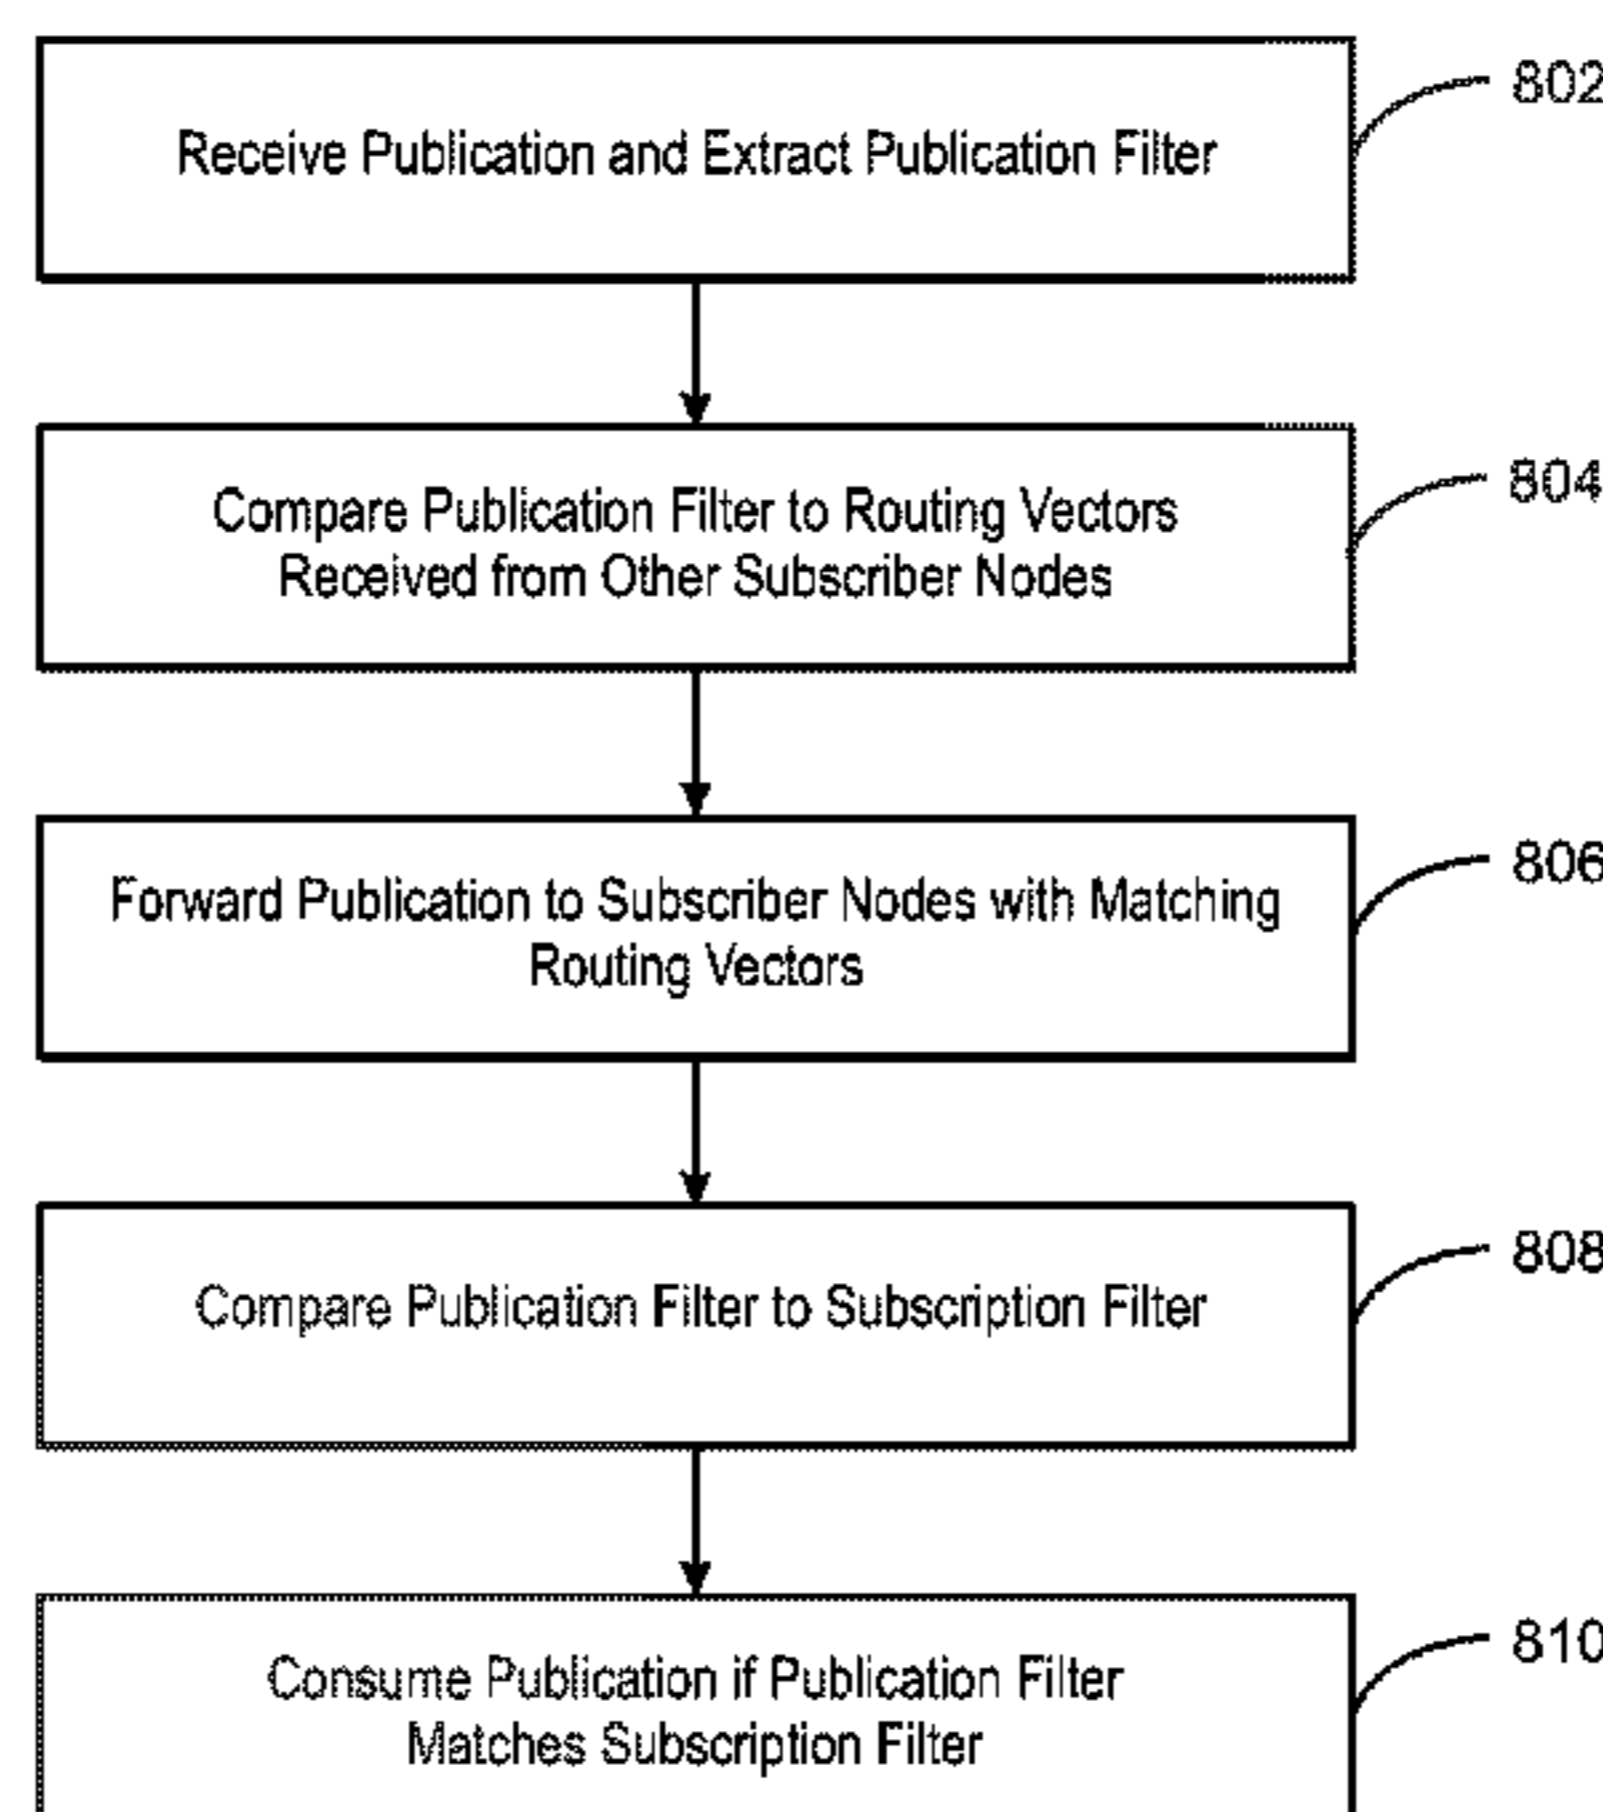 802
Receive Publication and Extract Publication Filter
804
Compare Publication Filter to Routing Vectors
Received from Other Subscriber Nodes
806
Forward Publication to Subscriber Nodes with Matching
Routing Vectors
808
Compare Publication Filter to Subscription Filter
810
Consume Publication if Publication Filter
Matches Subscription Filter